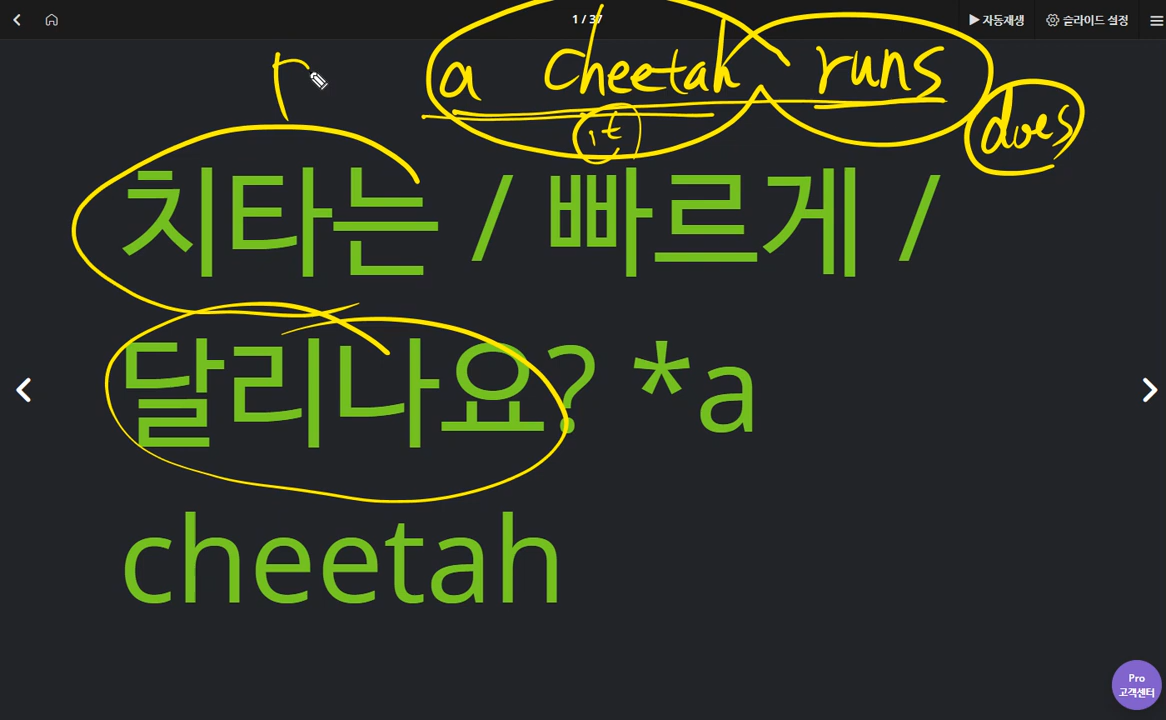 1 / 37
자동재생
슬라이드 설정
a cheetah runs
it
does
r
치타는 / 빠르게 /
달리나요? *a
cheetah
Pro
고객센터